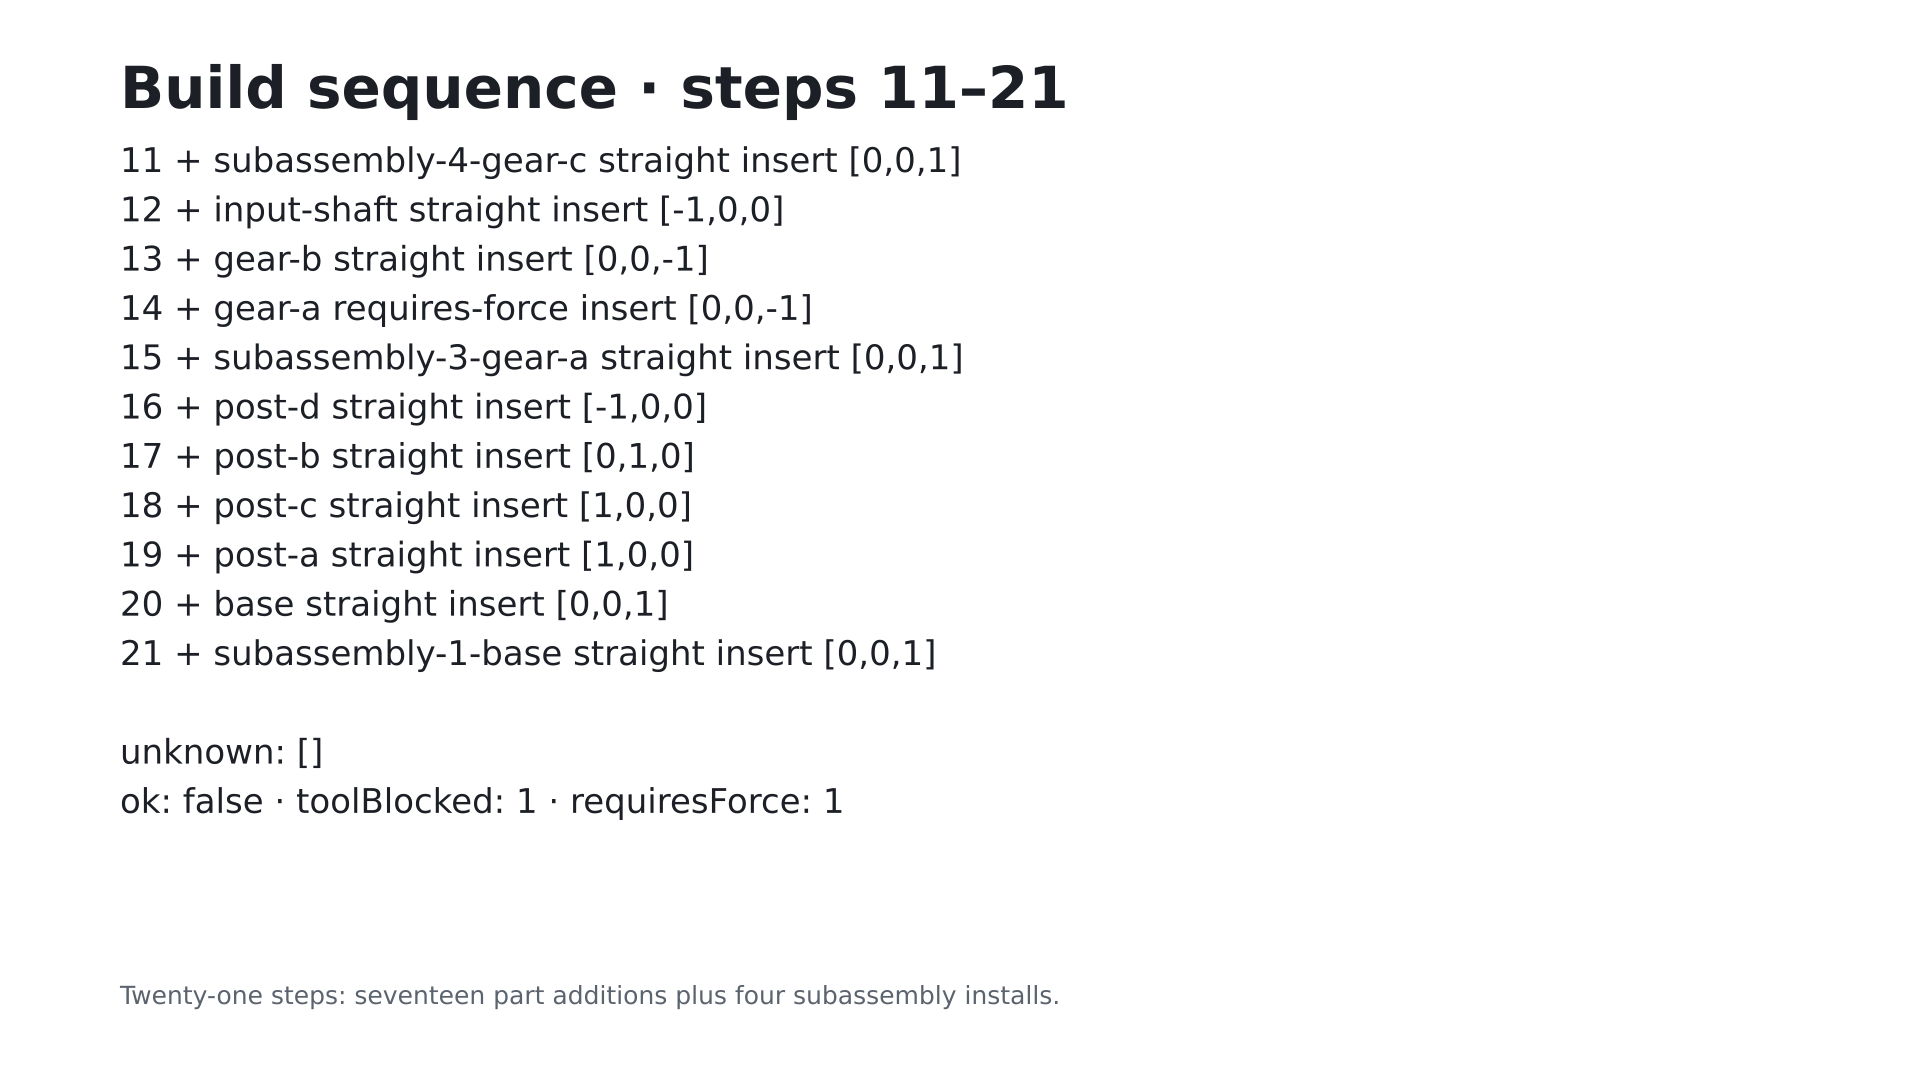 Build sequence · steps 11–21
11 + subassembly-4-gear-c straight insert [0,0,1]
12 + input-shaft straight insert [-1,0,0]
13 + gear-b straight insert [0,0,-1]
14 + gear-a requires-force insert [0,0,-1]
15 + subassembly-3-gear-a straight insert [0,0,1]
16 + post-d straight insert [-1,0,0]
17 + post-b straight insert [0,1,0]
18 + post-c straight insert [1,0,0]
19 + post-a straight insert [1,0,0]
20 + base straight insert [0,0,1]
21 + subassembly-1-base straight insert [0,0,1]
unknown: []
ok: false · toolBlocked: 1 · requiresForce: 1
Twenty-one steps: seventeen part additions plus four subassembly installs.